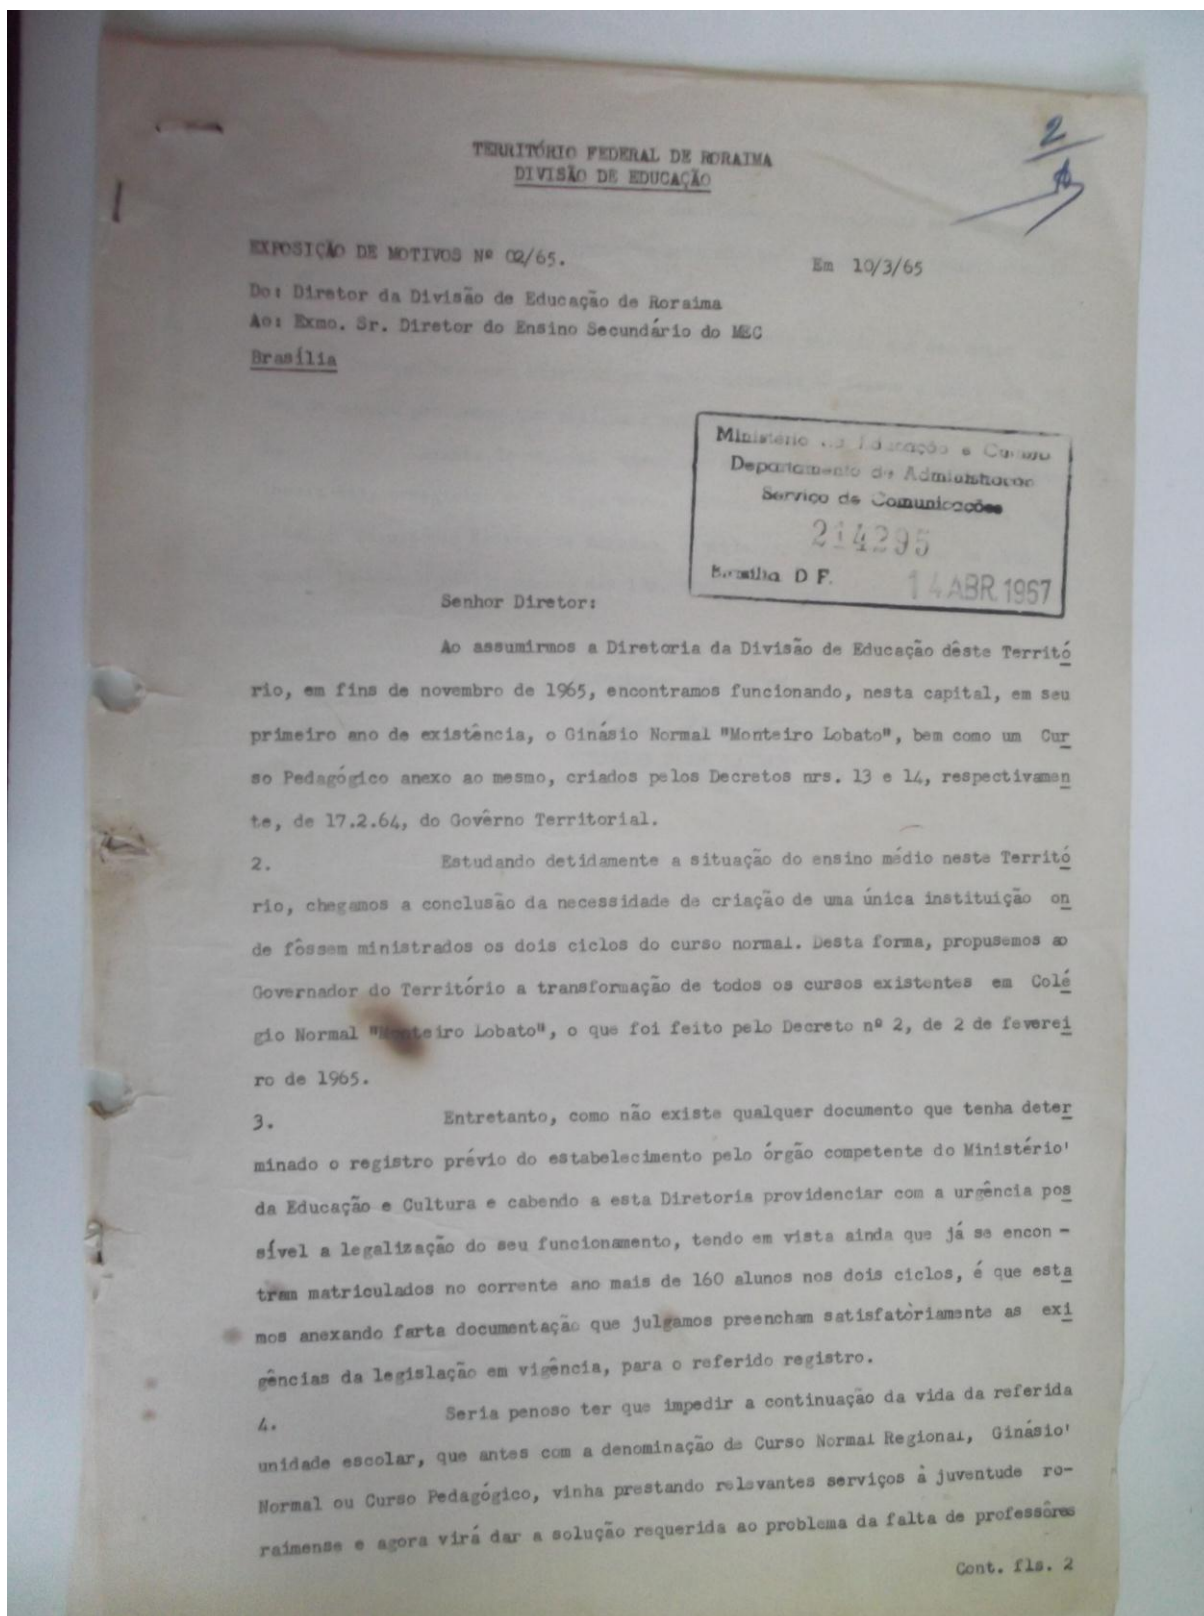 2
TERRITÓRIO FEDERAL DE RORAIMA
DIVISÃO DE EDUCAÇÃO
EXPOSIÇÃO DE MOTIVOS Nº 02/65.
Em 10/3/65
Do: Diretor da Divisão de Educação de Roraima
Ao: Exmo. Sr. Diretor do Ensino Secundário do MEC
Brasília
Ministério da Educação e Cultura
Departamento de Administração
Serviço de Comunicações
214295
Brasília D F. 14 ABR. 1967
Senhor Diretor:
Ao assumirmos a Diretoria da Divisão de Educação dêste Territó
rio, em fins de novembro de 1965, encontramos funcionando, nesta capital, em seu
primeiro ano de existência, o Ginásio Normal "Monteiro Lobato", bem como um Cur
so Pedagógico anexo ao mesmo, criados pelos Decretos nrs. 13 e 14, respectivamen
te, de 17.2.64, do Govêrno Territorial.
2. Estudando detidamente a situação do ensino médio neste Territó
rio, chegamos a conclusão da necessidade de criação de uma única instituição on
de fôssem ministrados os dois ciclos do curso normal. Desta forma, propusemos ao
Governador do Território a transformação de todos os cursos existentes em Colé
gio Normal "Monteiro Lobato", o que foi feito pelo Decreto nº 2, de 2 de feverei
ro de 1965.
3. Entretanto, como não existe qualquer documento que tenha deter
minado o registro prévio do estabelecimento pelo órgão competente do Ministério'
da Educação e Cultura e cabendo a esta Diretoria providenciar com a urgência pos
sível a legalização do seu funcionamento, tendo em vista ainda que já se encon -
tram matriculados no corrente ano mais de 160 alunos nos dois ciclos, é que esta
mos anexando farta documentação que julgamos preencham satisfatòriamente as exi
gências da legislação em vigência, para o referido registro.
4. Seria penoso ter que impedir a continuação da vida da referida
unidade escolar, que antes com a denominação de Curso Normal Regional, Ginásio'
Normal ou Curso Pedagógico, vinha prestando relevantes serviços à juventude ro-
raimense e agora virá dar a solução requerida ao problema da falta de professôres
Cont. fls. 2